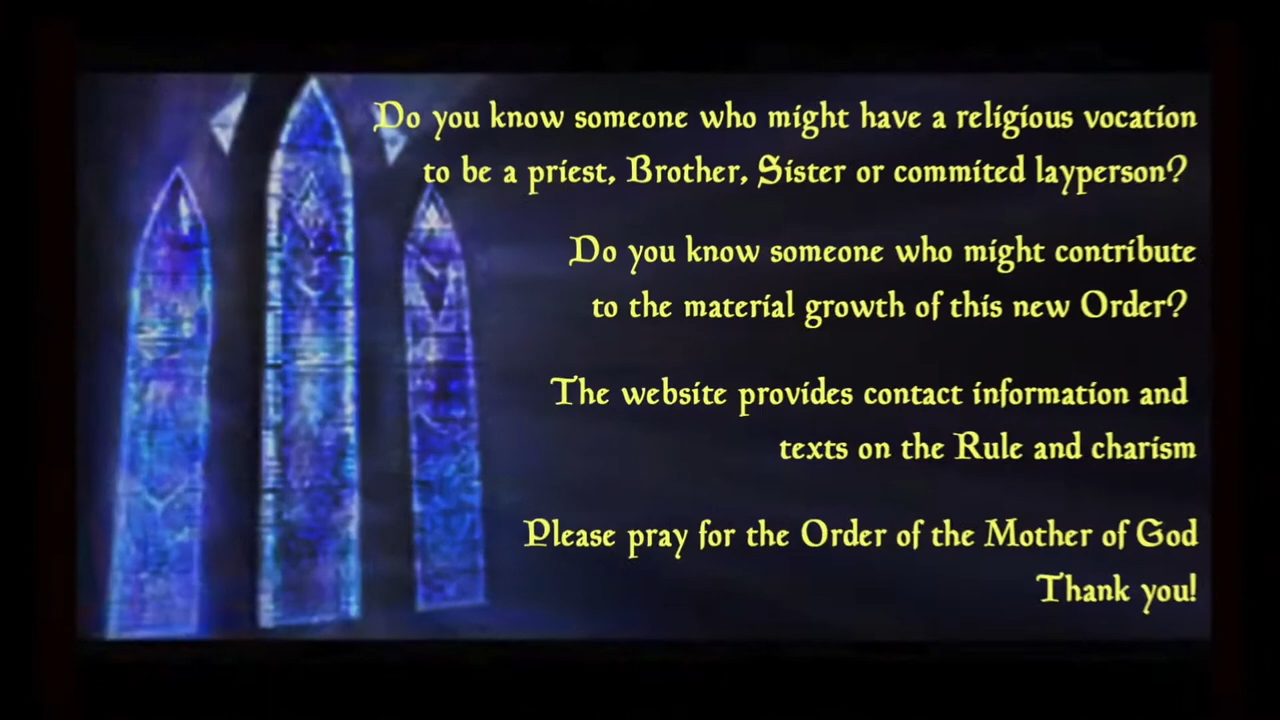 Do you know someone who might have a religious vocation
to be a priest, Brother, Sister or commited layperson?
Do you know someone who might contribute
to the material growth of this new Order?
The website provides contact information and
texts on the Rule and charism
Please pray for the Order of the Mother of God
Thank you!